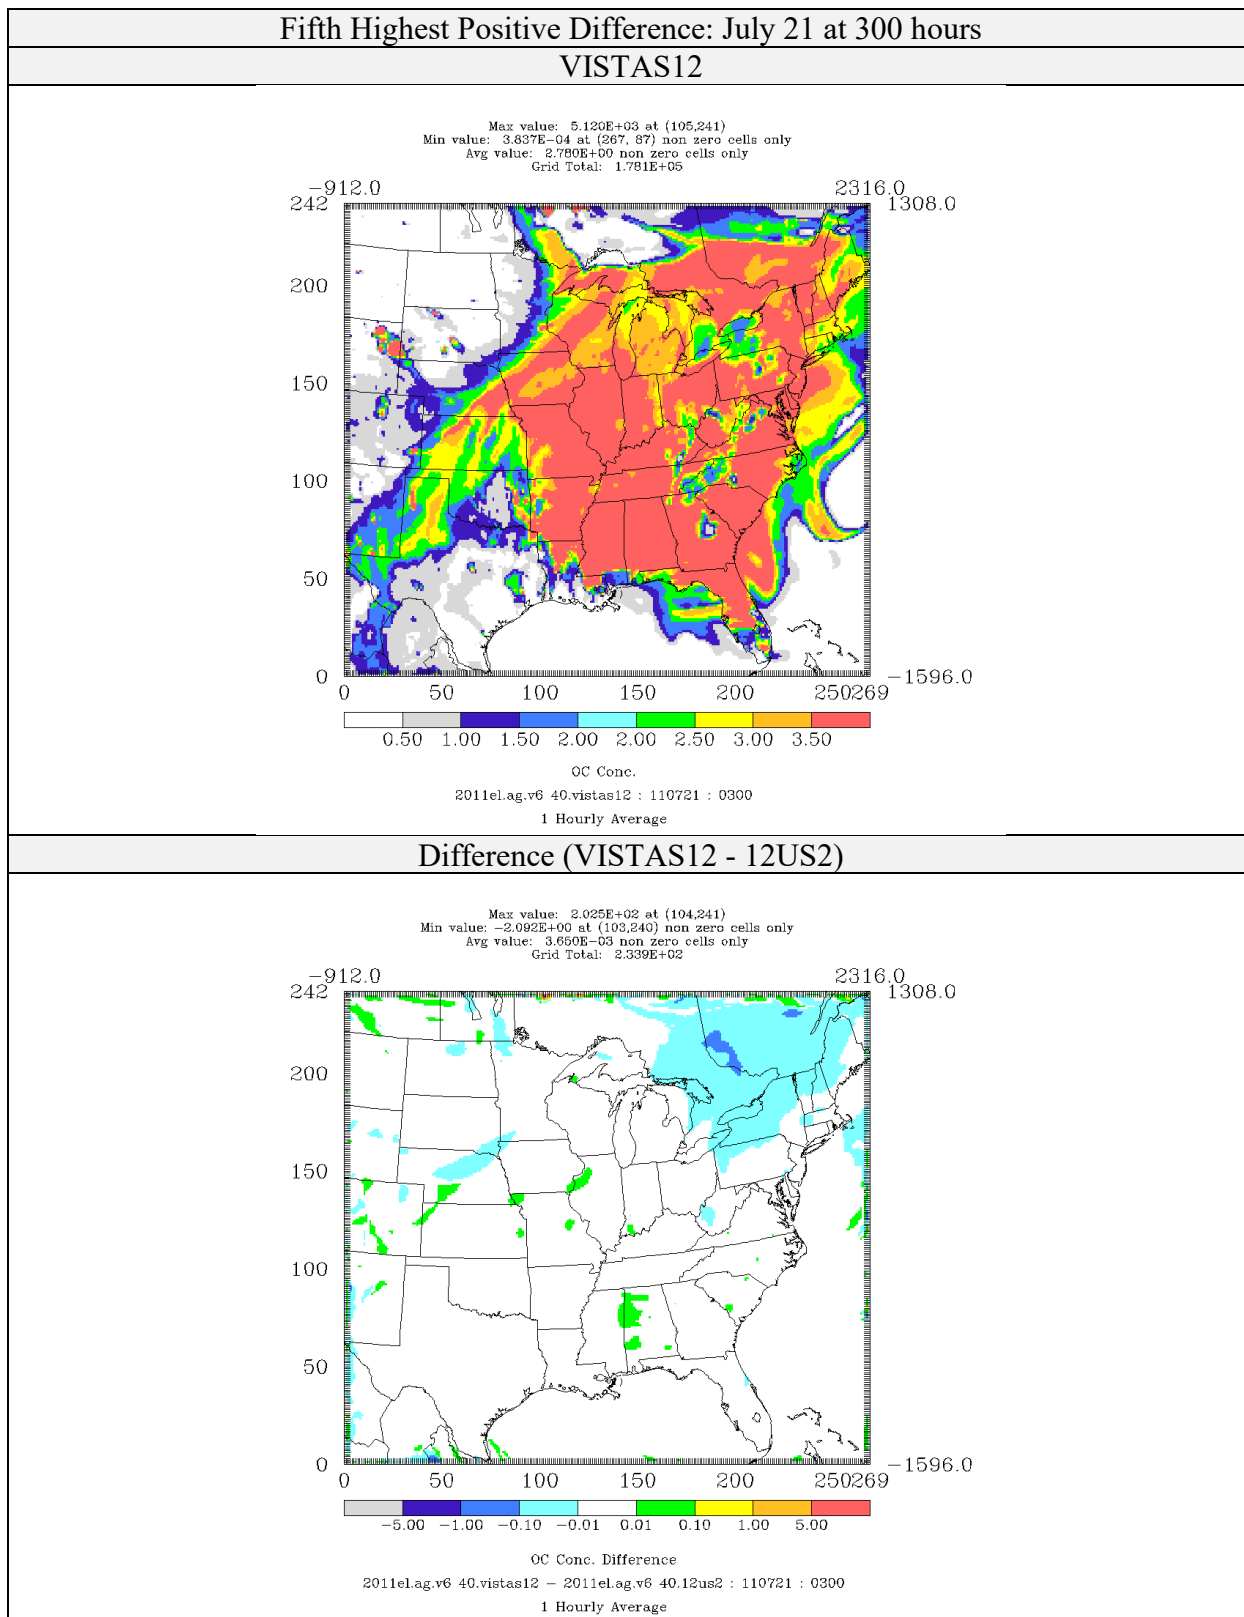 Fifth Highest Positive Difference: July 21 at 300 hours
VISTAS12
Max value: 5.120E+03 at (105,241)
Min value: 3.837E-04 at (267, 87) non zero cells only
Avg value: 2.780E+00 non zero cells only
Grid Total: 1.781E+05
-912.0 2316.0
242 1308.0
200
150
100
50
0 -1596.0
0 50 100 150 200 250269
0.50 1.00 1.50 2.00 2.00 2.50 3.00 3.50
OC Conc.
2011el.ag.v6 40.vistas12 : 110721 : 0300
1 Hourly Average
Difference (VISTAS12 - 12US2)
Max value: 2.025E+02 at (104,241)
Min value: -2.092E+00 at (103,240) non zero cells only
Avg value: 3.650E-03 non zero cells only
Grid Total: 2.339E+02
-912.0 2316.0
242 1308.0
200
150
100
50
0 -1596.0
0 50 100 150 200 250269
-5.00 -1.00 -0.10 -0.01 0.01 0.10 1.00 5.00
OC Conc. Difference
2011el.ag.v6 40.vistas12 - 2011el.ag.v6 40.12us2 : 110721 : 0300
1 Hourly Average